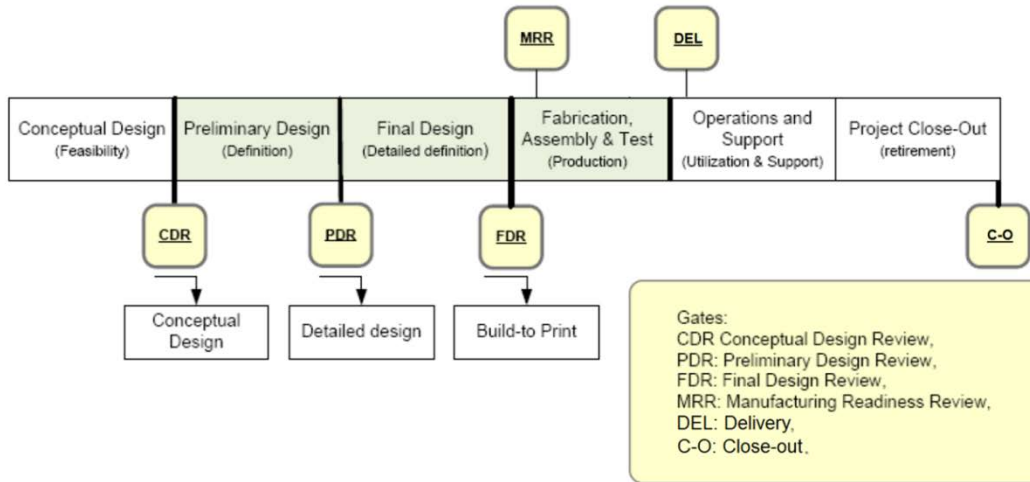 MRR
DEL
Conceptual Design
(Feasibility)
Preliminary Design
(Definition)
Final Design
(Detailed definition)
Fabrication,
Assembly & Test
(Production)
Operations and
Support
(Utilization & Support)
Project Close-Out
(retirement)
CDR
PDR
FDR
C-O
Conceptual
Design
Detailed design
Build-to Print
Gates:
CDR Conceptual Design Review,
PDR: Preliminary Design Review,
FDR: Final Design Review,
MRR: Manufacturing Readiness Review,
DEL: Delivery,
C-O: Close-out.